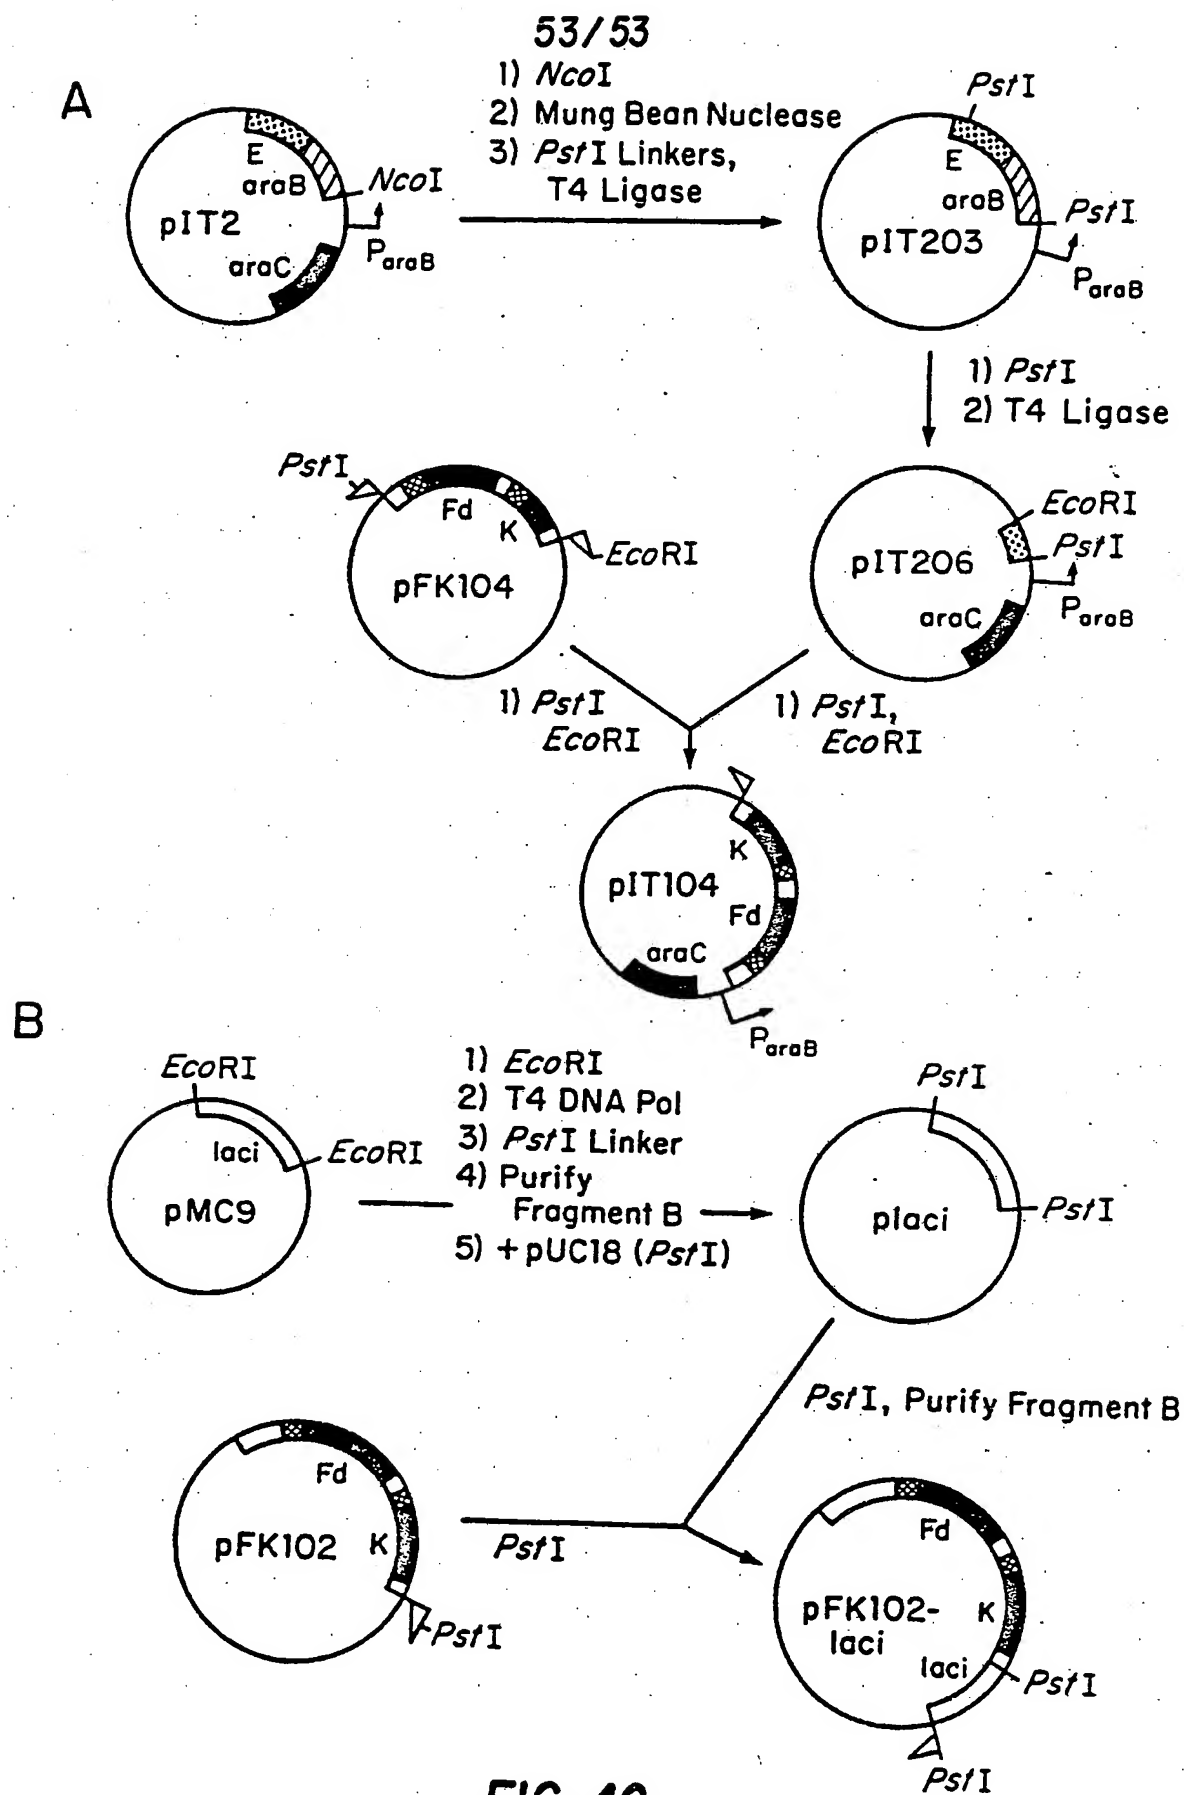 53/53
A
1) NcoI
2) Mung Bean Nuclease
3) PstI Linkers,
T4 Ligase
E
araB
NcoI
pIT2
araC
ParaB
PstI
E
araB
PstI
pIT203
ParaB
1) PstI
2) T4 Ligase
PstI
Fd
K
EcoRI
pFK104
EcoRI
PstI
pIT206
araC
ParaB
1) PstI
EcoRI
1) PstI,
EcoRI
K
pIT104
Fd
araC
ParaB
B
EcoRI
laci
EcoRI
pMC9
1) EcoRI
2) T4 DNA Pol
3) PstI Linker
4) Purify
Fragment B
5) + pUC18 (PstI)
PstI
placi
PstI
PstI, Purify Fragment B
Fd
pFK102
K
PstI
PstI
Fd
pFK102-
laci
K
laci
PstI
PstI